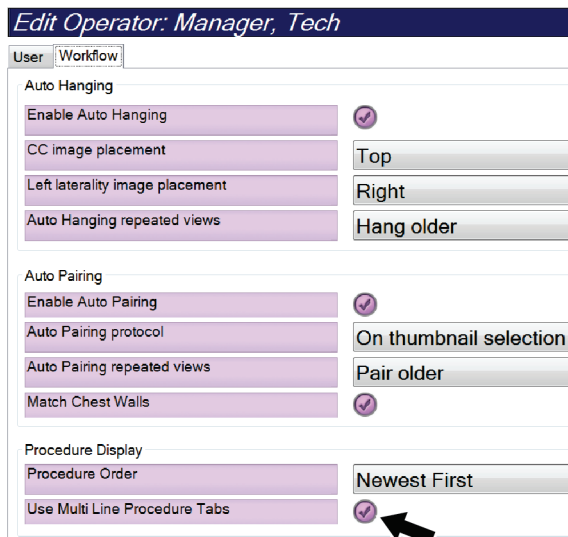 Edit Operator: Manager, Tech
User Workflow
Auto Hanging
Enable Auto Hanging
CC image placement Top
Left laterality image placement Right
Auto Hanging repeated views Hang older
Auto Pairing
Enable Auto Pairing
Auto Pairing protocol On thumbnail selection
Auto Pairing repeated views Pair older
Match Chest Walls
Procedure Display
Procedure Order Newest First
Use Multi Line Procedure Tabs